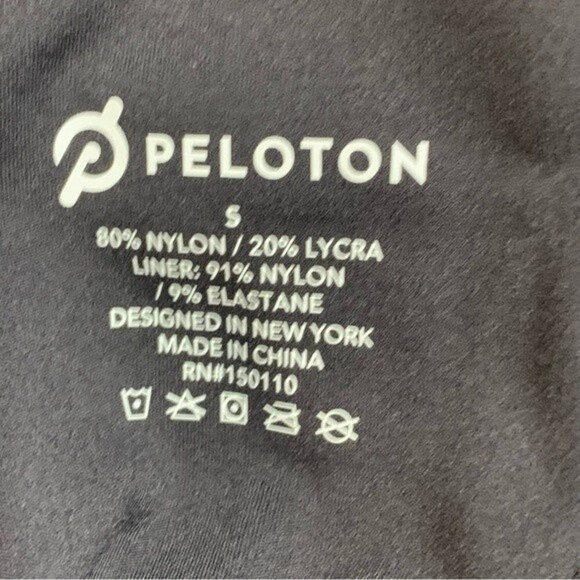 PELOTON
S
80% NYLON / 20% LYCRA
LINER: 91% NYLON
/ 9% ELASTANE
DESIGNED IN NEW YORK
MADE IN CHINA
RN#150110